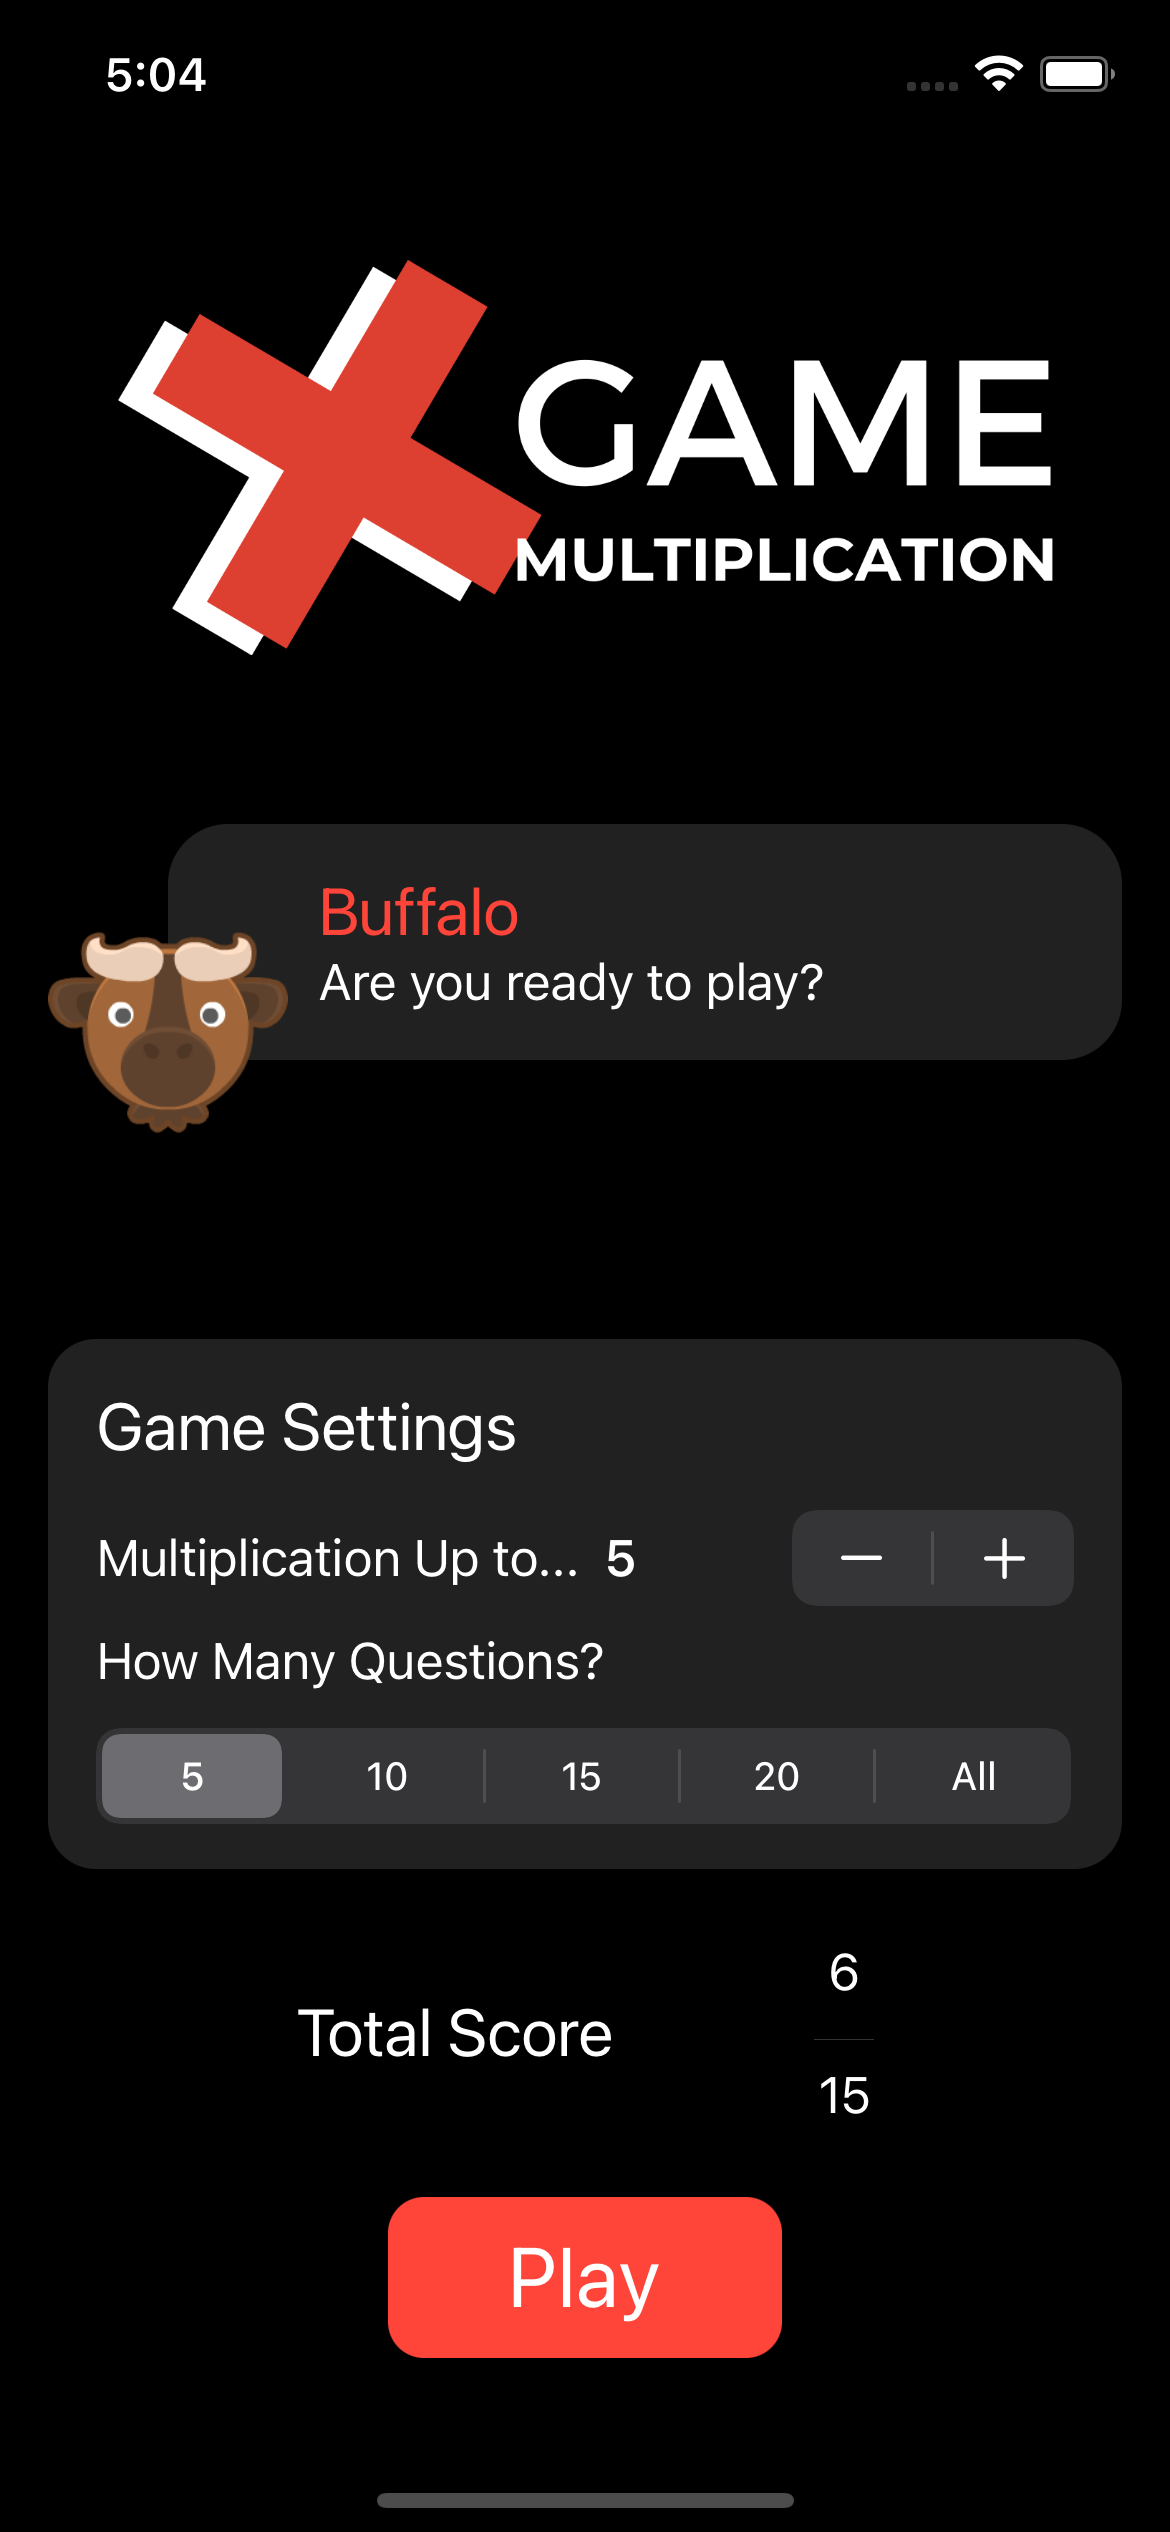 5:04
GAME
MULTIPLICATION
Buffalo
Are you ready to play?
Game Settings
Multiplication Up to... 5
How Many Questions?
5 10 15 20 All
6
Total Score
15
Play